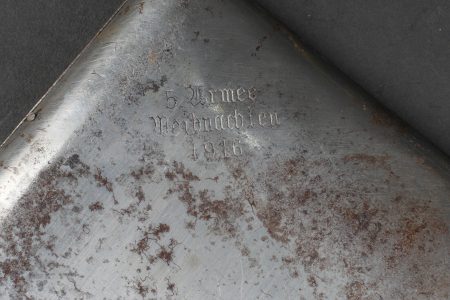 5. Armee
Weihnachten
1916